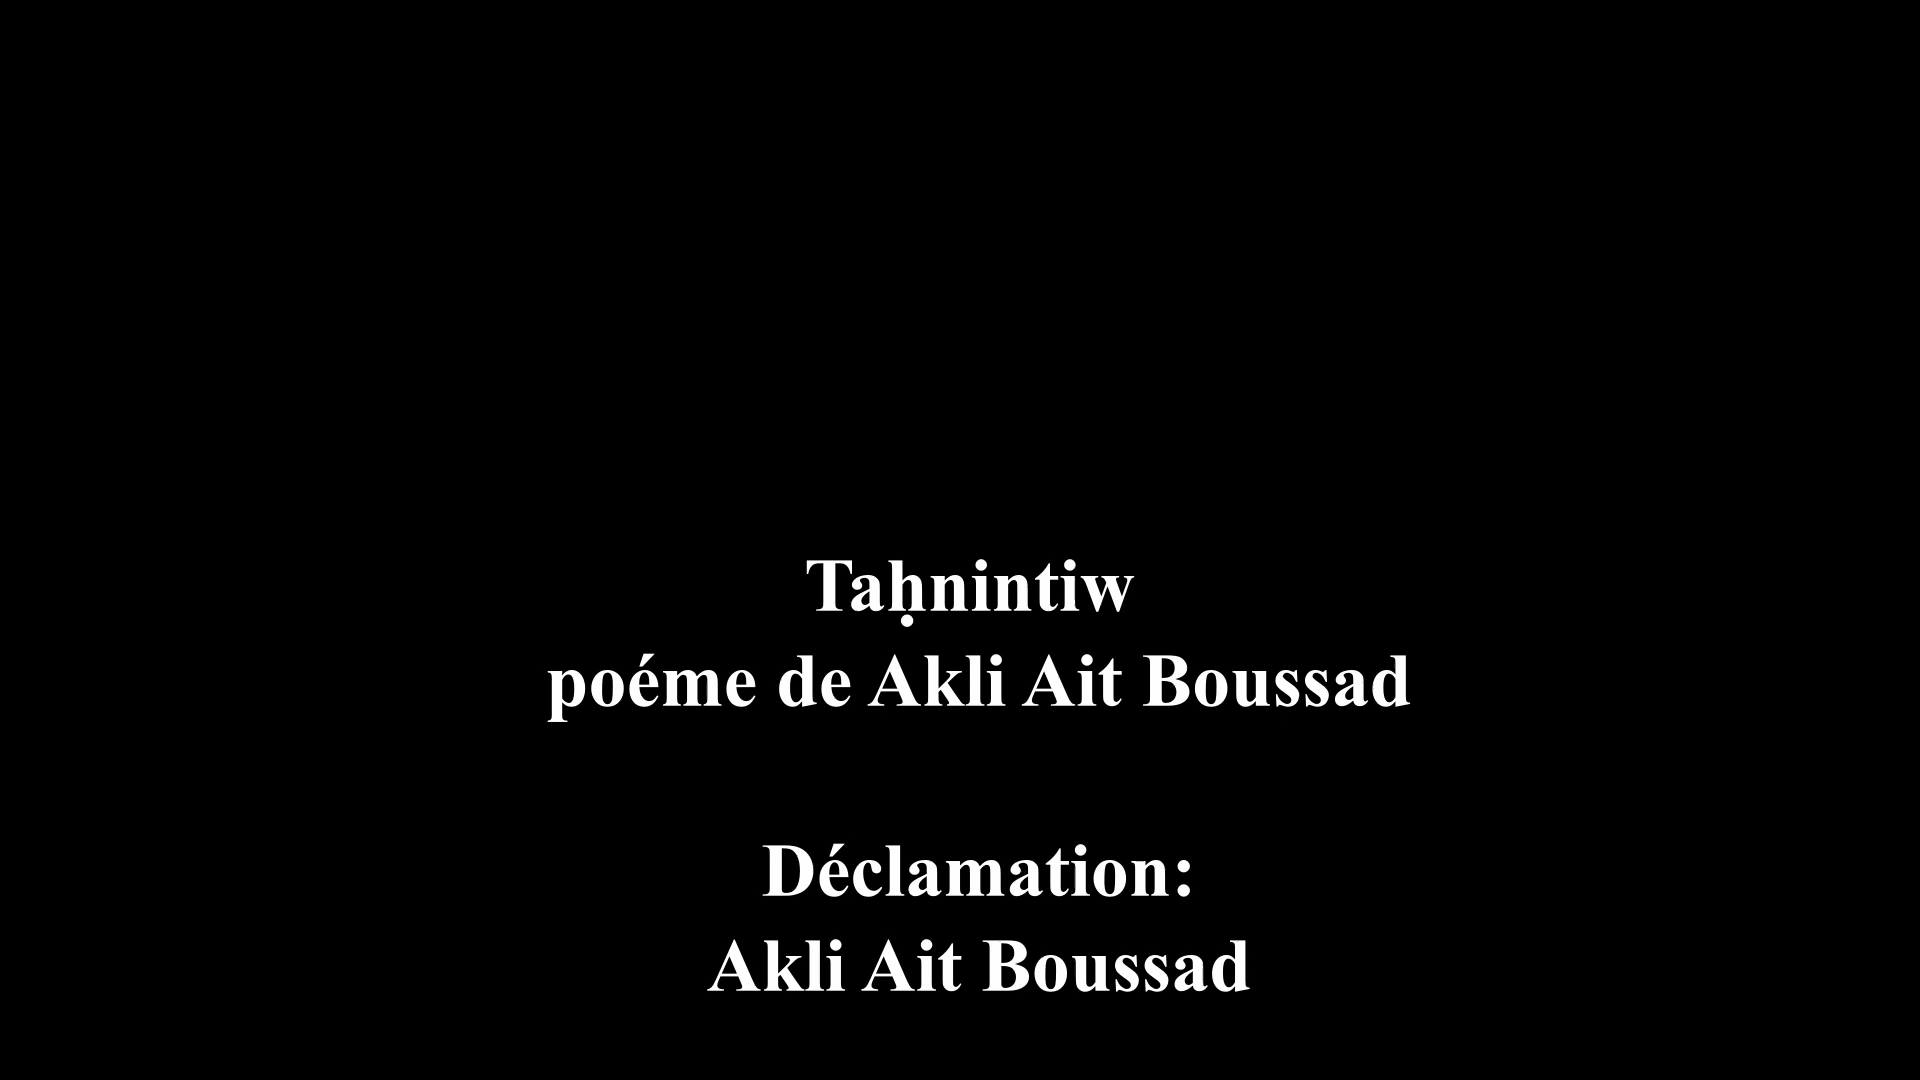 Taḥnintiw
poéme de Akli Ait Boussad
Déclamation:
Akli Ait Boussad